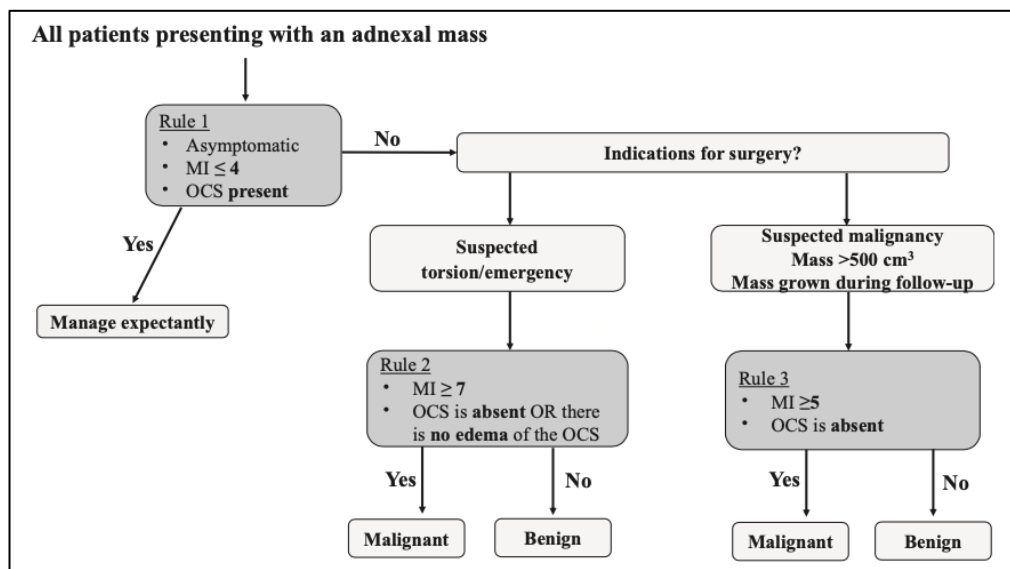 All patients presenting with an adnexal mass
Rule 1
• Asymptomatic
• MI ≤ 4
• OCS present
No
Indications for surgery?
Yes
Manage expectantly
Suspected
torsion/emergency
Suspected malignancy
Mass >500 cm³
Mass grown during follow-up
Rule 2
• MI ≥ 7
• OCS is absent OR there
is no edema of the OCS
Rule 3
• MI ≥5
• OCS is absent
Yes
No
Yes
No
Malignant
Benign
Malignant
Benign